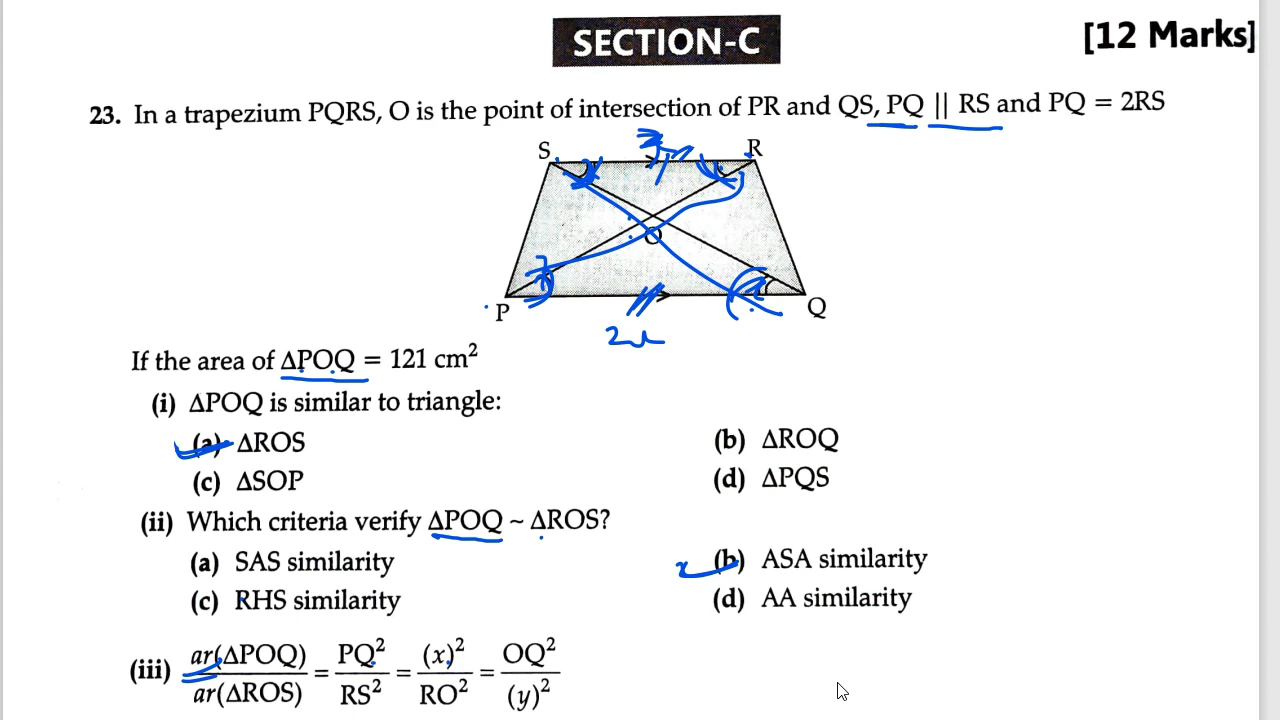 SECTION-C
[12 Marks]
23. In a trapezium PQRS, O is the point of intersection of PR and QS, PQ || RS and PQ = 2RS
S R
O
P Q
If the area of ΔPOQ = 121 cm²
(i) ΔPOQ is similar to triangle:
(a) ΔROS (b) ΔROQ
(c) ΔSOP (d) ΔPQS
(ii) Which criteria verify ΔPOQ ~ ΔROS?
(a) SAS similarity (b) ASA similarity
(c) RHS similarity (d) AA similarity
(iii) ar(ΔPOQ)/ar(ΔROS) = PQ²/RS² = (x)²/RO² = OQ²/(y)²